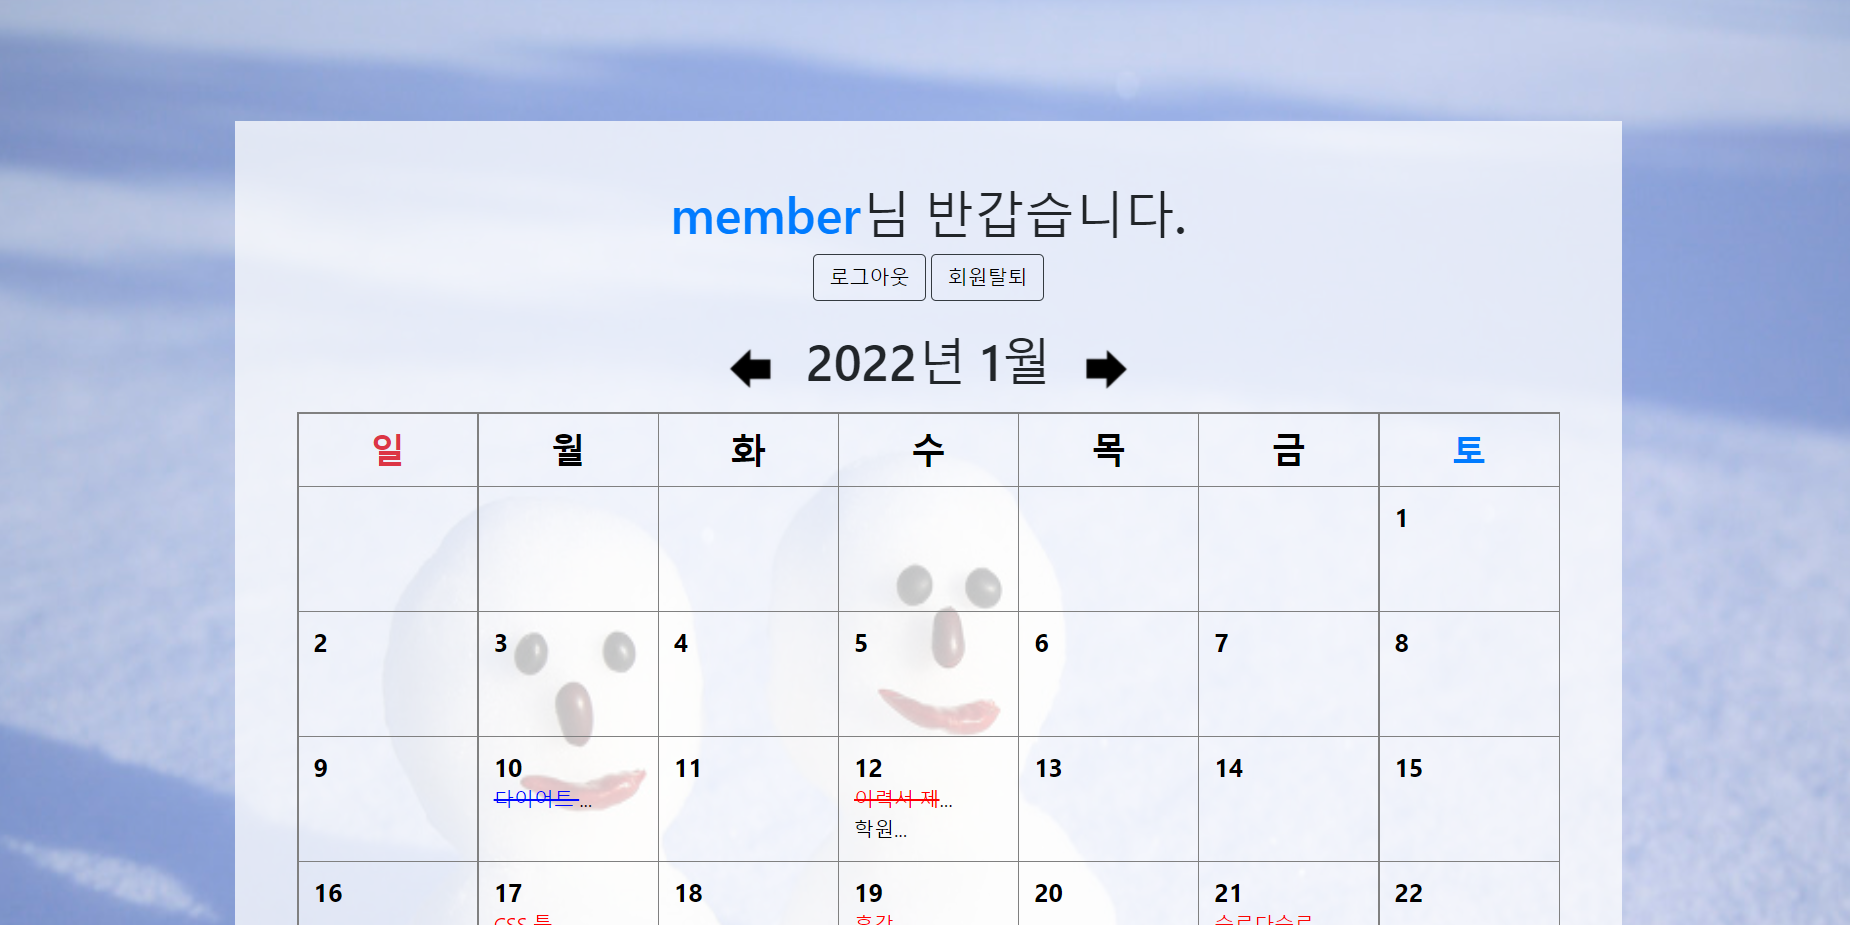 member님 반갑습니다.
로그아웃 회원탈퇴
2022년 1월
일 월 화 수 목 금 토
1
2 3 4 5 6 7 8
9 10 11 12 13 14 15
다이어트 ... 이력서 제...
학원...
16 17 18 19 20 21 22
CSS 특